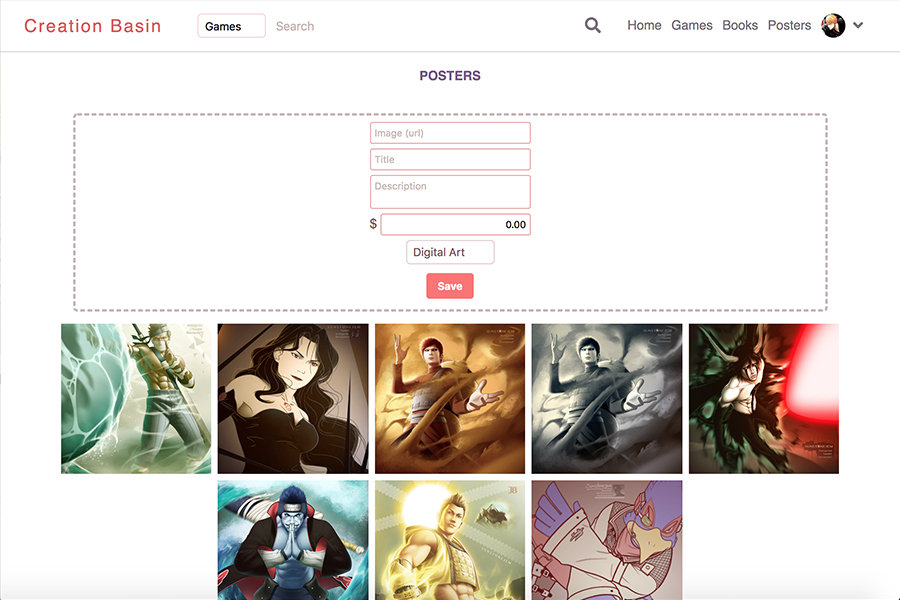 Creation Basin
Games
Search
Home Games Books Posters
POSTERS
Image (url)
Title
Description
$ 0.00
Digital Art
Save